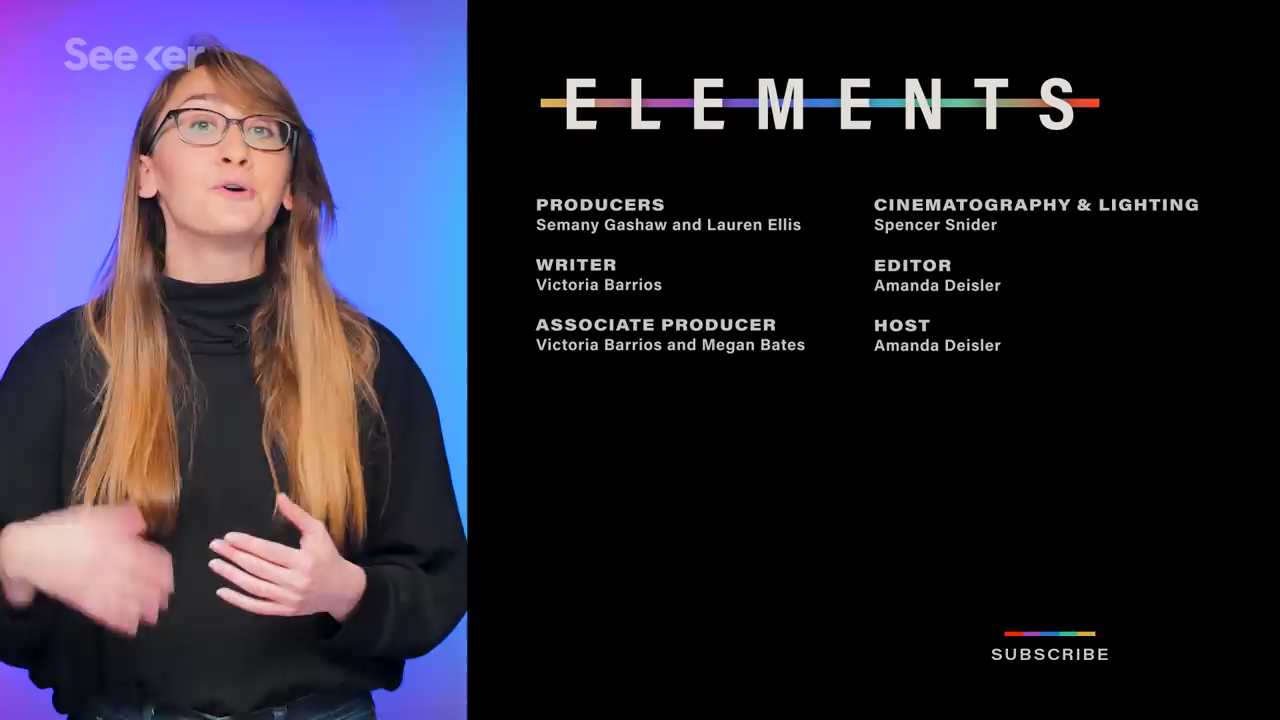 Seeker
ELEMENTS
PRODUCERS
Semany Gashaw and Lauren Ellis
WRITER
Victoria Barrios
ASSOCIATE PRODUCER
Victoria Barrios and Megan Bates
CINEMATOGRAPHY & LIGHTING
Spencer Snider
EDITOR
Amanda Deisler
HOST
Amanda Deisler
SUBSCRIBE